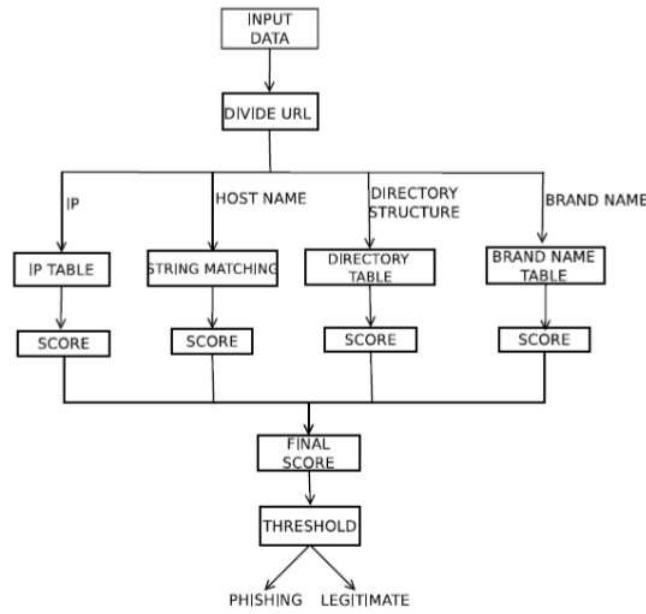 INPUT
DATA
DIVIDE URL
IP
HOST NAME
DIRECTORY
STRUCTURE
BRAND NAME
IP TABLE
STRING MATCHING
DIRECTORY
TABLE
BRAND NAME
TABLE
SCORE
SCORE
SCORE
SCORE
FINAL
SCORE
THRESHOLD
PHISHING
LEGITIMATE